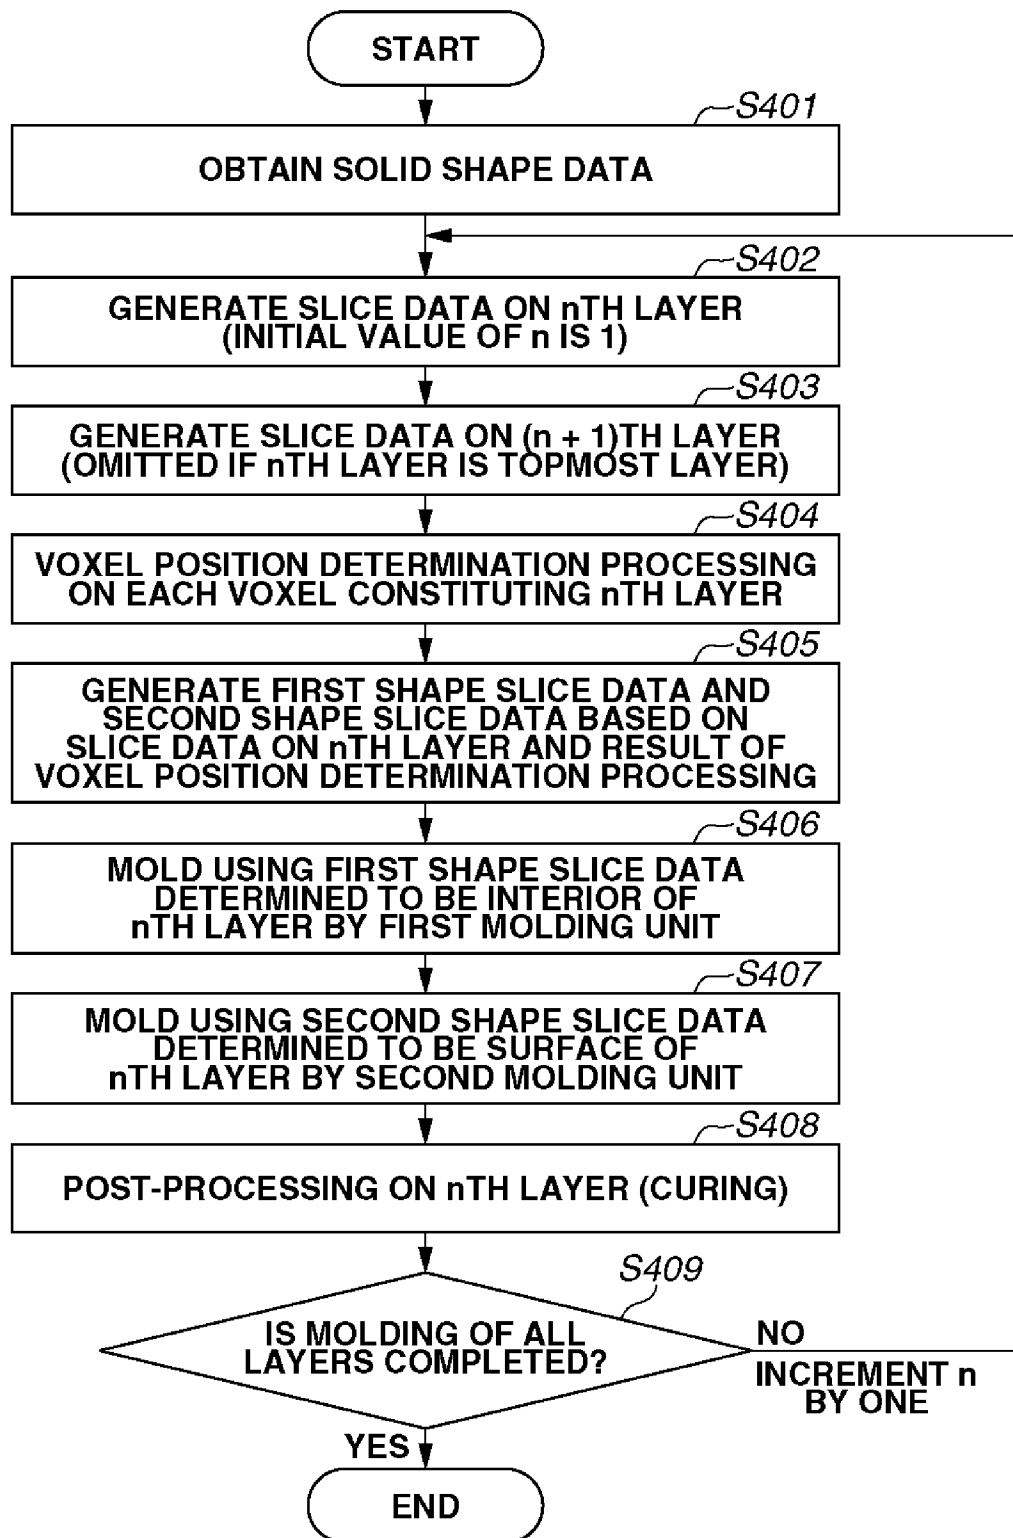 START
S401
OBTAIN SOLID SHAPE DATA
S402
GENERATE SLICE DATA ON nTH LAYER
(INITIAL VALUE OF n IS 1)
S403
GENERATE SLICE DATA ON (n + 1)TH LAYER
(OMITTED IF nTH LAYER IS TOPMOST LAYER)
S404
VOXEL POSITION DETERMINATION PROCESSING
ON EACH VOXEL CONSTITUTING nTH LAYER
S405
GENERATE FIRST SHAPE SLICE DATA AND
SECOND SHAPE SLICE DATA BASED ON
SLICE DATA ON nTH LAYER AND RESULT OF
VOXEL POSITION DETERMINATION PROCESSING
S406
MOLD USING FIRST SHAPE SLICE DATA
DETERMINED TO BE INTERIOR OF
nTH LAYER BY FIRST MOLDING UNIT
S407
MOLD USING SECOND SHAPE SLICE DATA
DETERMINED TO BE SURFACE OF
nTH LAYER BY SECOND MOLDING UNIT
S408
POST-PROCESSING ON nTH LAYER (CURING)
S409
IS MOLDING OF ALL
LAYERS COMPLETED?
NO
INCREMENT n
BY ONE
YES
END